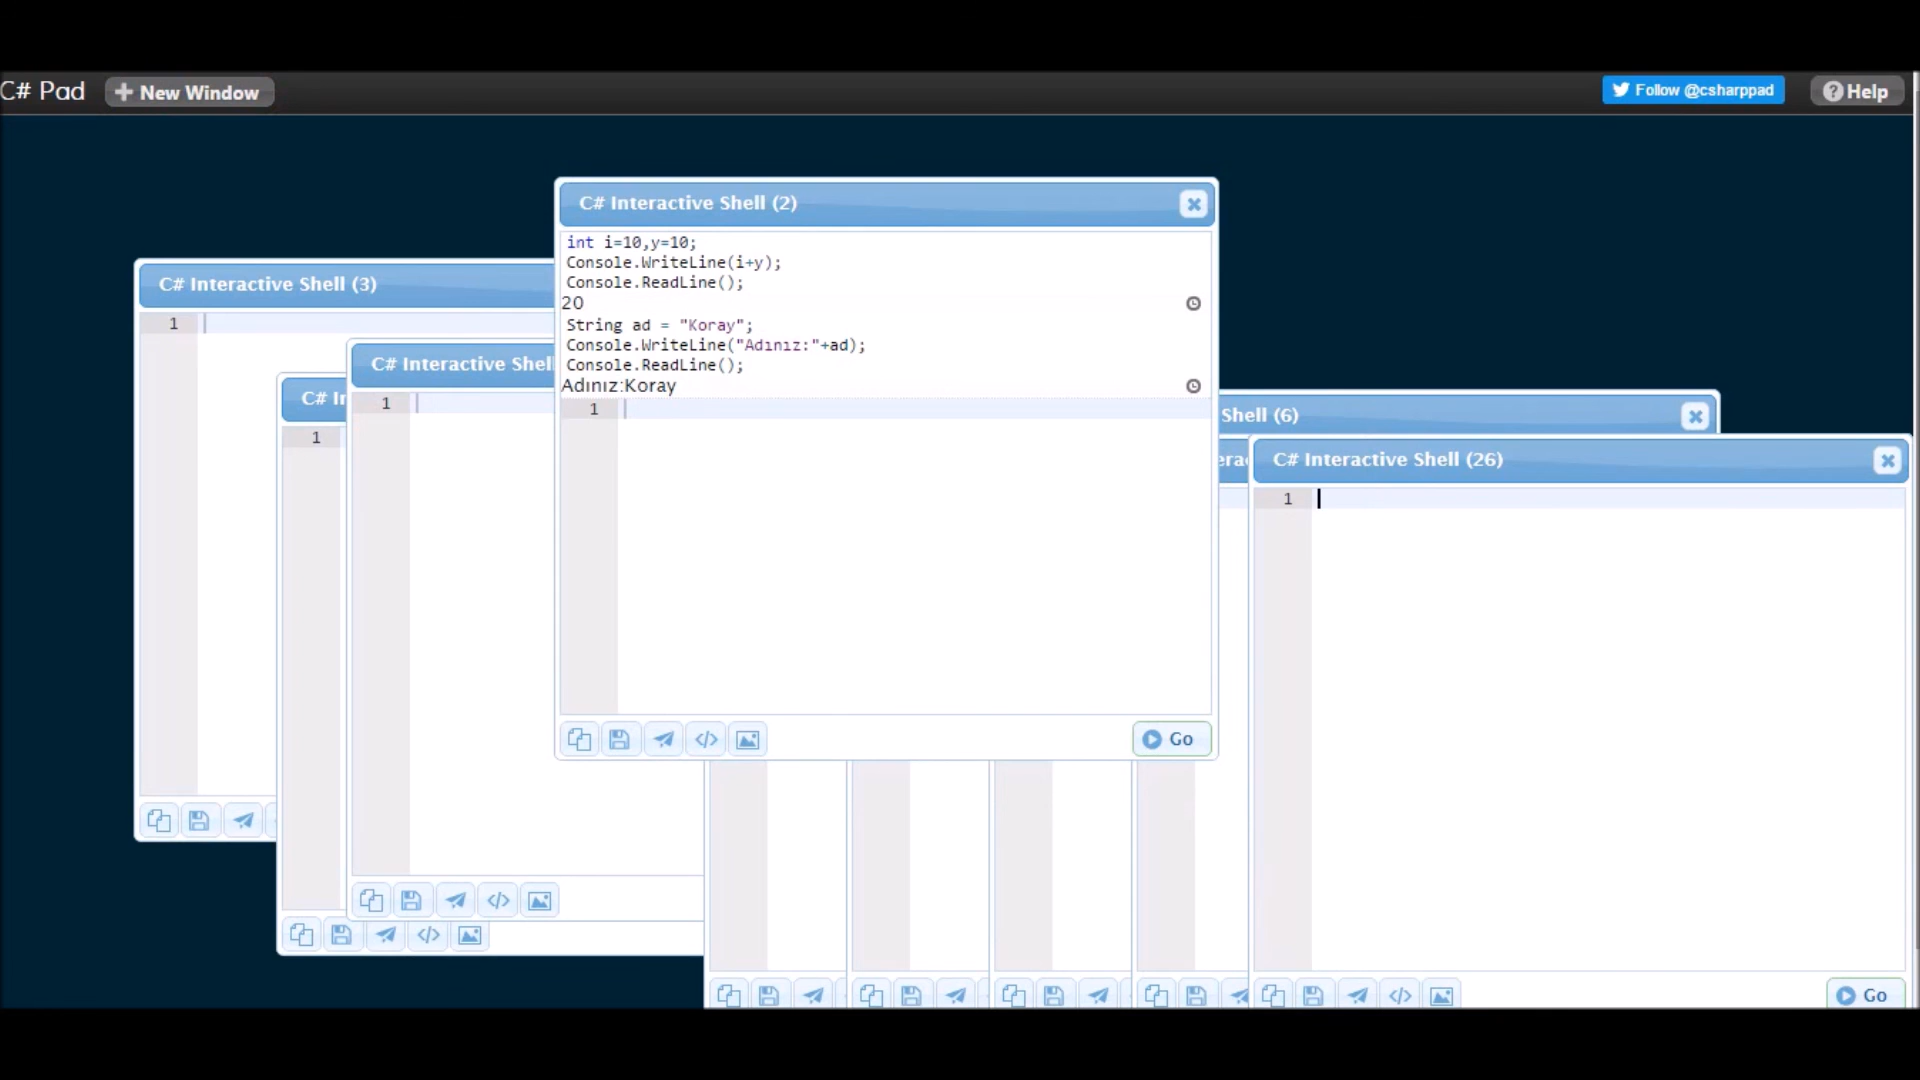 C# Pad
New Window
Follow @csharppad
Help
C# Interactive Shell (2)
int i=10,y=10;
Console.WriteLine(i+y);
Console.ReadLine();
20
String ad = "Koray";
Console.WriteLine("Adınız:"+ad);
Console.ReadLine();
Adınız:Koray
1
Go
C# Interactive Shell (3)
1
C# In
1
C# Interactive Shell
1
Shell (6)
C# Interactive Shell (26)
1
Go